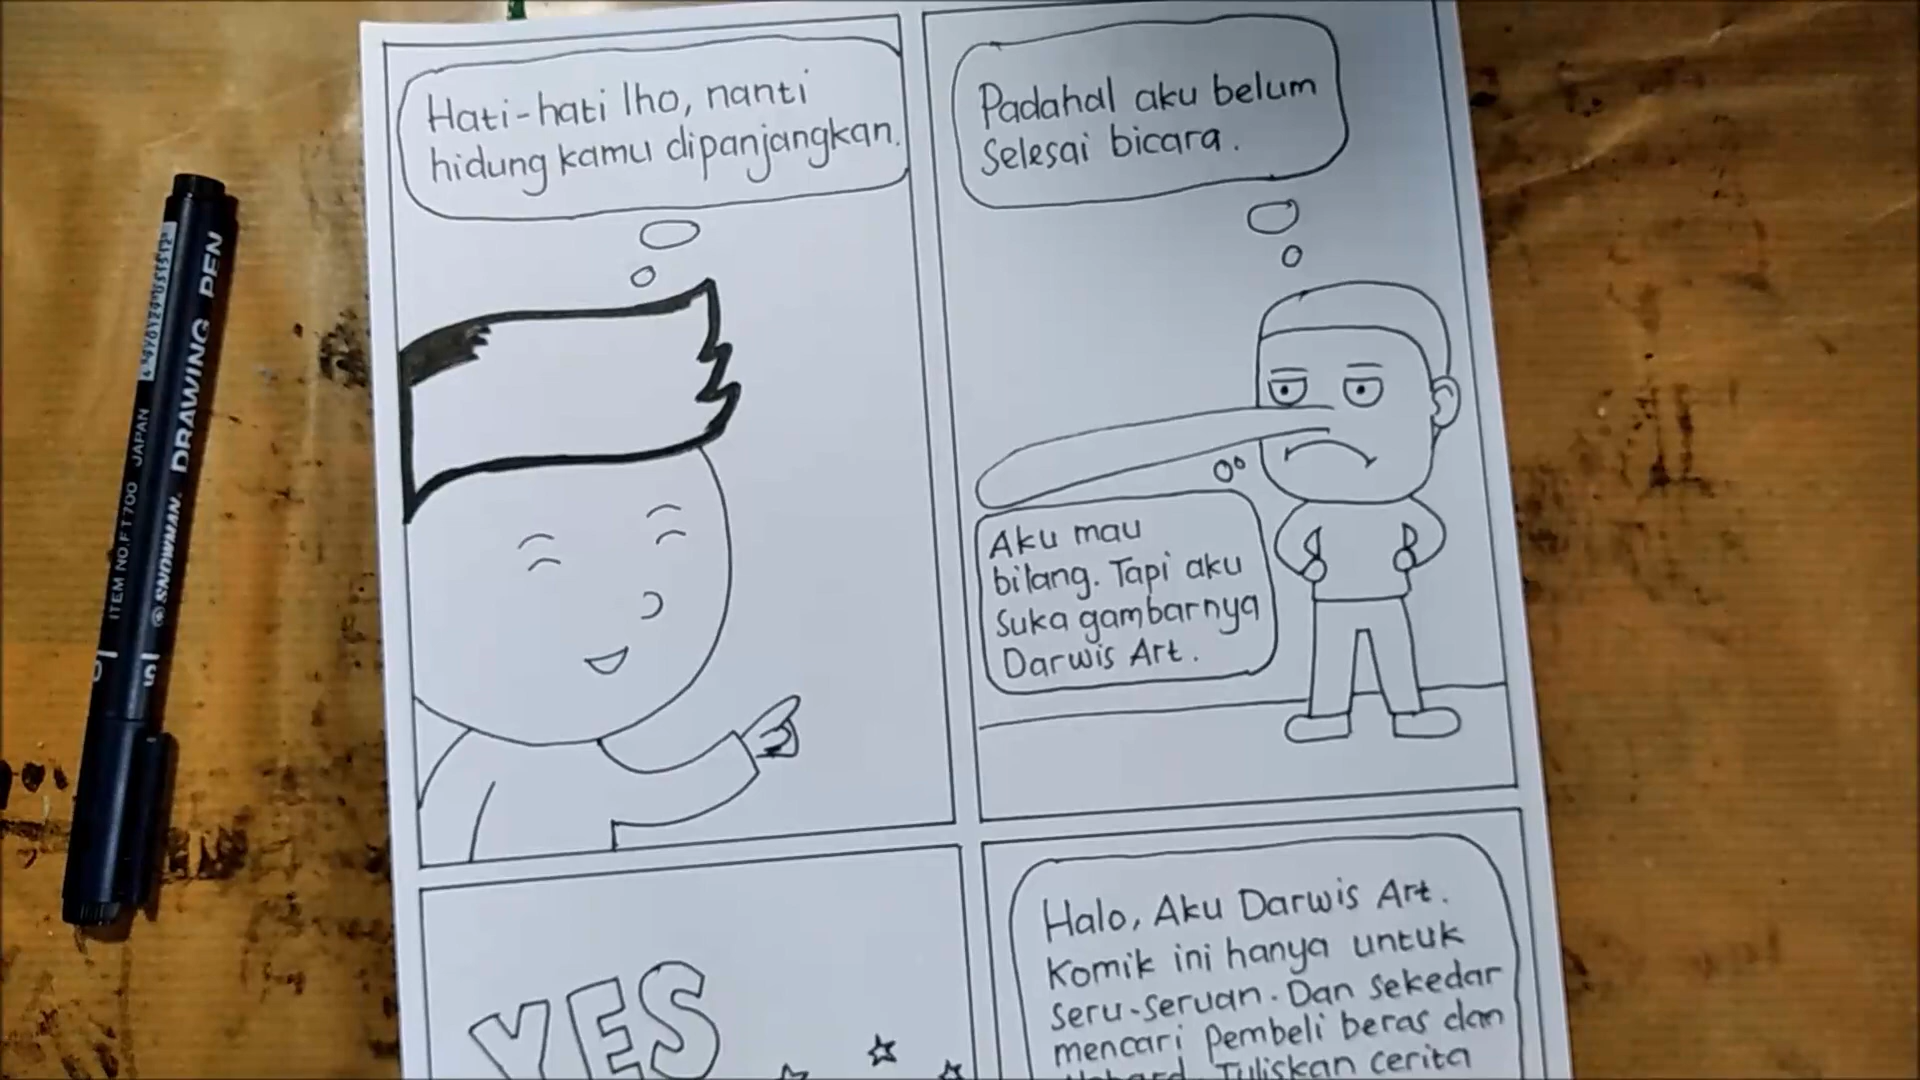 Hati-hati lho, nanti
hidung kamu dipanjangkan.
Padahal aku belum
selesai bicara.
Aku mau
bilang. Tapi aku
suka gambarnya
Darwis Art.
YES
Halo, Aku Darwis Art.
Komik ini hanya untuk
seru-seruan. Dan sekedar
mencari Pembeli beras dan
Tuliskan cerita
SNOWMAN. DRAWING PEN
ITEM NO.FT700 JAPAN